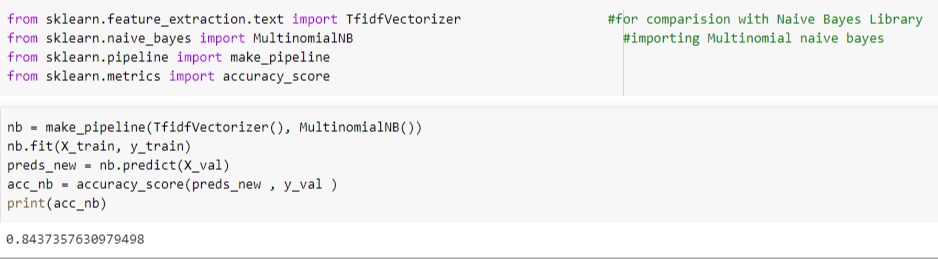 from sklearn.feature_extraction.text import TfidfVectorizer #for comparision with Naive Bayes Library
from sklearn.naive_bayes import MultinomialNB #importing Multinomial naive bayes
from sklearn.pipeline import make_pipeline
from sklearn.metrics import accuracy_score
nb = make_pipeline(TfidfVectorizer(), MultinomialNB())
nb.fit(X_train, y_train)
preds_new = nb.predict(X_val)
acc_nb = accuracy_score(preds_new , y_val )
print(acc_nb)
0.8437357630979498